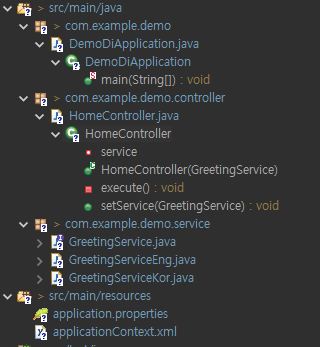 > src/main/java
> com.example.demo
> DemoDiApplication.java
> DemoDiApplication
main(String[]) : void
> com.example.demo.controller
> HomeController.java
> HomeController
service
HomeController(GreetingService)
execute() : void
setService(GreetingService) : void
> com.example.demo.service
> GreetingService.java
> GreetingServiceEng.java
> GreetingServiceKor.java
> src/main/resources
application.properties
applicationContext.xml